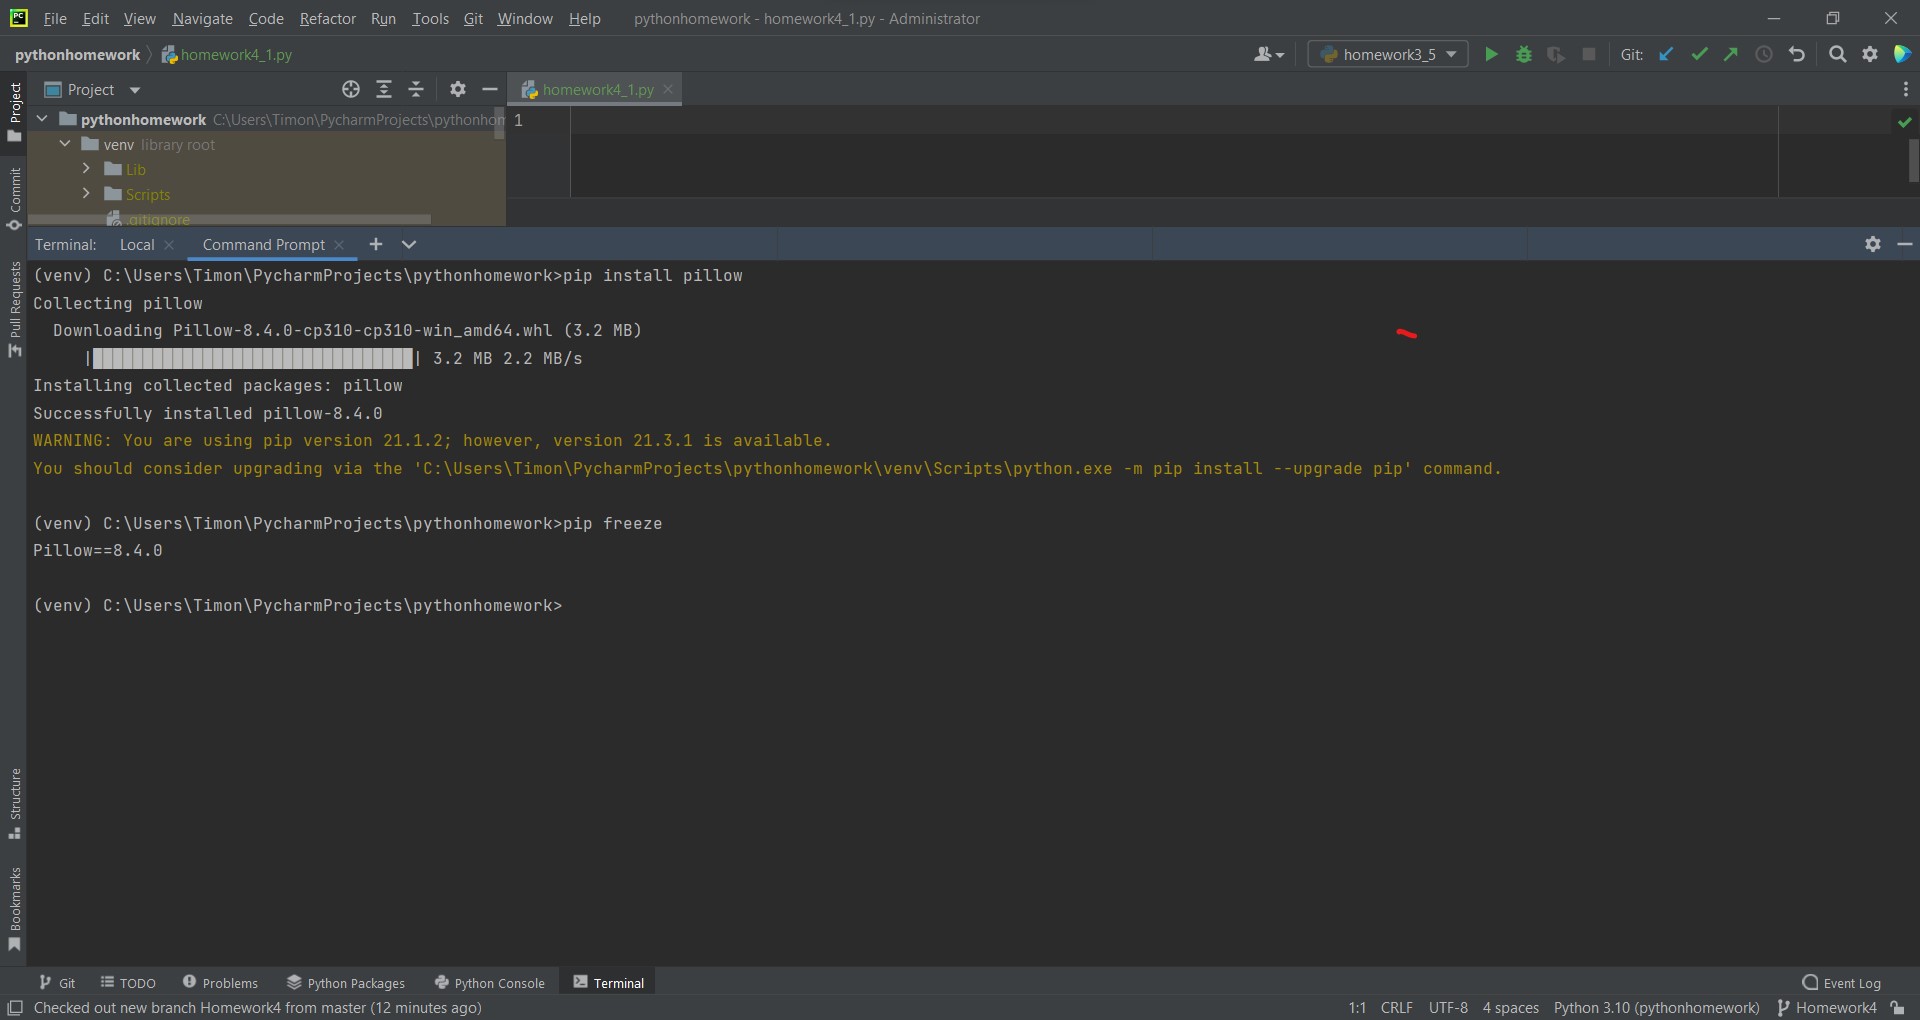 PC File Edit View Navigate Code Refactor Run Tools Git Window Help pythonhomework - homework4_1.py - Administrator
pythonhomework homework4_1.py homework3_5 Git:
Project homework4_1.py
pythonhomework C:\Users\Timon\PycharmProjects\pythonhom 1
venv library root
Lib
Scripts
.gitignore
Project
Commit
Pull Requests
Structure
Bookmarks
Terminal: Local Command Prompt
(venv) C:\Users\Timon\PycharmProjects\pythonhomework>pip install pillow
Collecting pillow
Downloading Pillow-8.4.0-cp310-cp310-win_amd64.whl (3.2 MB)
|████████████████████████████████| 3.2 MB 2.2 MB/s
Installing collected packages: pillow
Successfully installed pillow-8.4.0
WARNING: You are using pip version 21.1.2; however, version 21.3.1 is available.
You should consider upgrading via the 'C:\Users\Timon\PycharmProjects\pythonhomework\venv\Scripts\python.exe -m pip install --upgrade pip' command.
(venv) C:\Users\Timon\PycharmProjects\pythonhomework>pip freeze
Pillow==8.4.0
(venv) C:\Users\Timon\PycharmProjects\pythonhomework>
Git TODO Problems Python Packages Python Console Terminal Event Log
Checked out new branch Homework4 from master (12 minutes ago) 1:1 CRLF UTF-8 4 spaces Python 3.10 (pythonhomework) Homework4